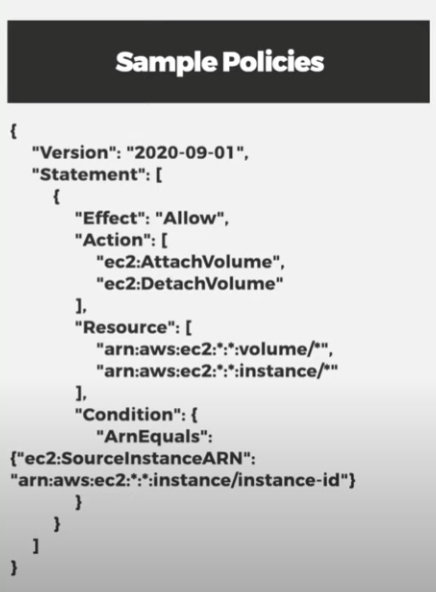 Sample Policies
{
"Version": "2020-09-01",
"Statement": [
{
"Effect": "Allow",
"Action": [
"ec2:AttachVolume",
"ec2:DetachVolume"
],
"Resource": [
"arn:aws:ec2:*:*:volume/*",
"arn:aws:ec2:*:*:instance/*"
],
"Condition": {
"ArnEquals":
{"ec2:SourceInstanceARN":
"arn:aws:ec2:*:*:instance/instance-id"}
}
}
]
}